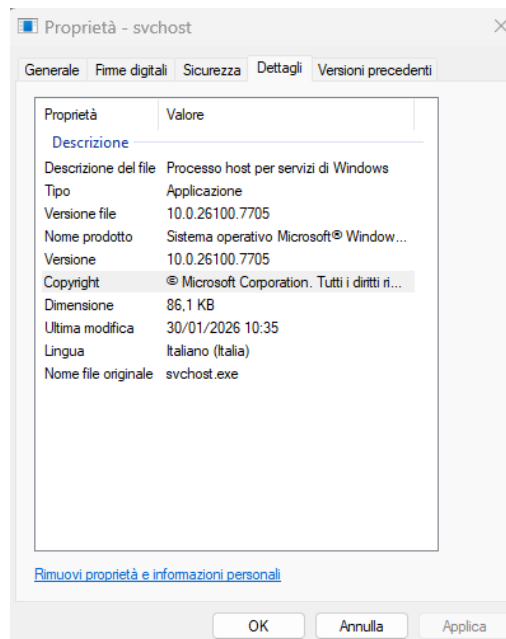 Proprietà - svchost
Generale Firme digitali Sicurezza Dettagli Versioni precedenti
Proprietà Valore
Descrizione
Descrizione del file Processo host per servizi di Windows
Tipo Applicazione
Versione file 10.0.26100.7705
Nome prodotto Sistema operativo Microsoft® Window...
Versione 10.0.26100.7705
Copyright © Microsoft Corporation. Tutti i diritti ri...
Dimensione 86,1 KB
Ultima modifica 30/01/2026 10:35
Lingua Italiano (Italia)
Nome file originale svchost.exe
Rimuovi proprietà e informazioni personali
OK Annulla Applica